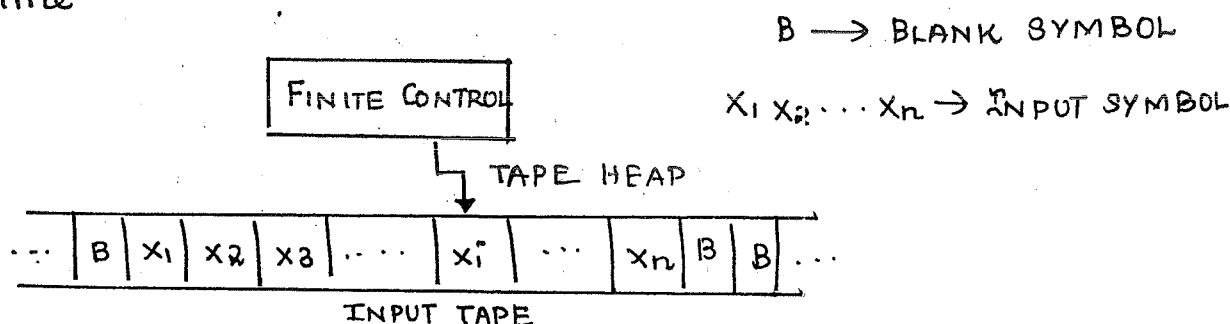 B → BLANK SYMBOL
FINITE CONTROL
X1 X2 ... Xn → INPUT SYMBOL
TAPE HEAP
... B X1 X2 X3 .... Xi ... Xn B B ...
INPUT TAPE